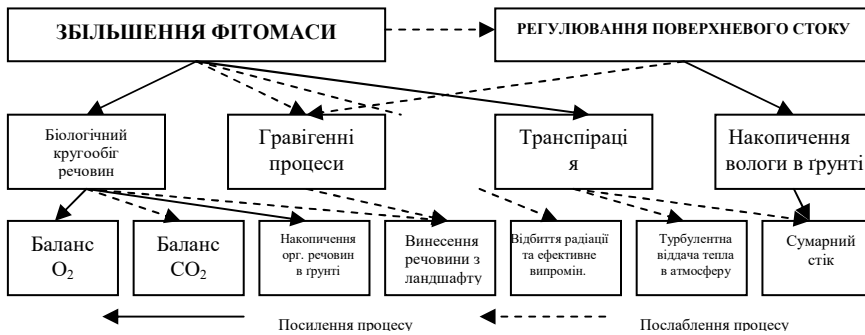 ЗБІЛЬШЕННЯ ФІТОМАСИ
РЕГУЛЮВАННЯ ПОВЕРХНЕВОГО СТОКУ
Біологічний
кругообіг
речовин
Гравігенні
процеси
Транспіраці
я
Накопичення
вологи в ґрунті
Баланс
O₂
Баланс
CO₂
Накопичення
орг. речовин
в ґрунті
Винесення
речовини з
ландшафту
Відбиття радіації
та ефективне
випромін.
Турбулентна
віддача тепла
в атмосферу
Сумарний
стік
Посилення процесу
Послаблення процесу